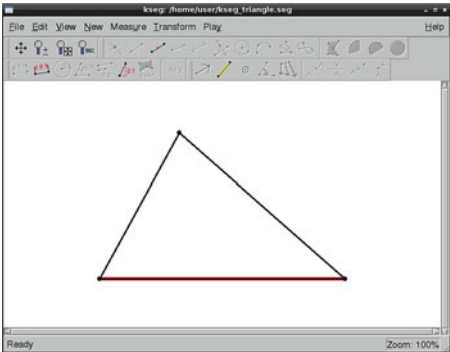 kseg: /home/user/kseg_triangle.seg
File Edit View New Measure Transform Play Help
Ready Zoom: 100%